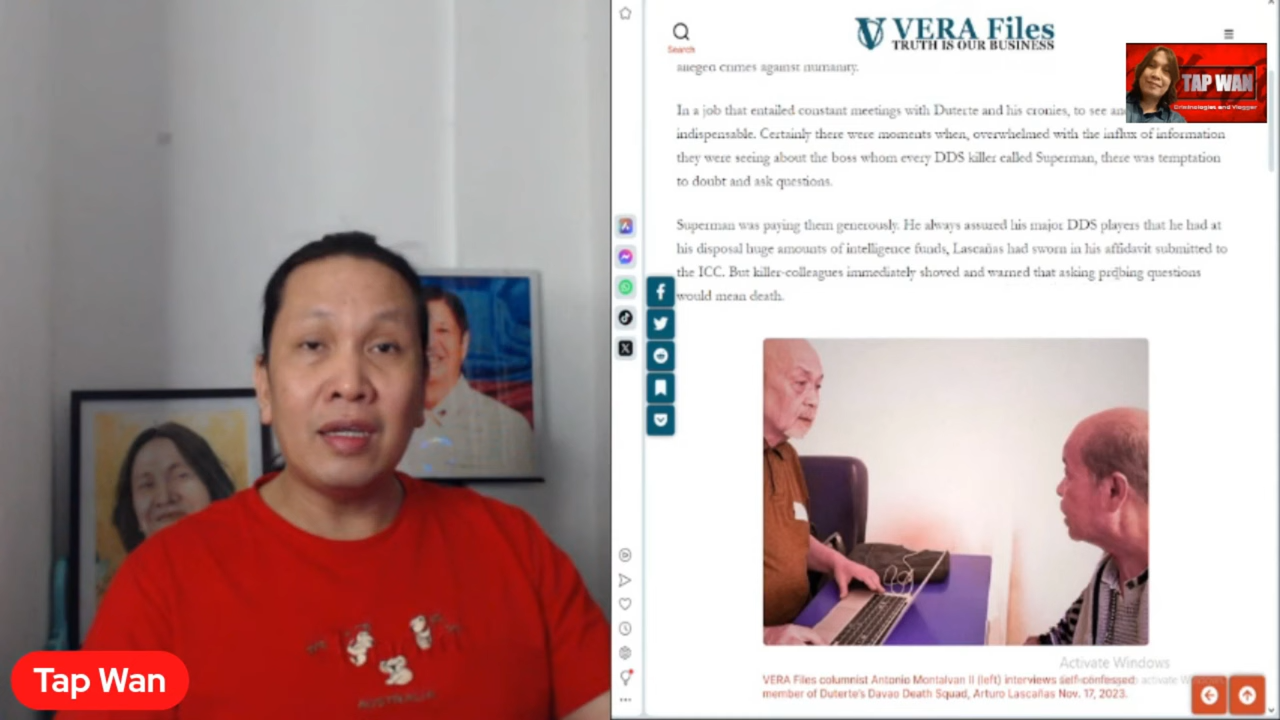 VERA Files
TRUTH IS OUR BUSINESS
Search
TAP WAN
alleged crimes against humanity.
In a job that entailed constant meetings with Duterte and his cronies, to see
indispensable. Certainly there were moments when, overwhelmed with the influx of information
they were seeing about the boss whom every DDS killer called Superman, there was temptation
to doubt and ask questions.
Superman was paying them generously. He always assured his major DDS players that he had at
his disposal huge amounts of intelligence funds, Lascañas had sworn in his affidavit submitted to
the ICC. But killer-colleagues immediately shoved and warned that asking probing questions
would mean death.
Activate Windows
VERA Files columnist Antonio Montalvan II (left) interviews self-confessed
member of Duterte's Davao Death Squad, Arturo Lascañas Nov. 17, 2023.
Tap Wan
AUSTRALIA